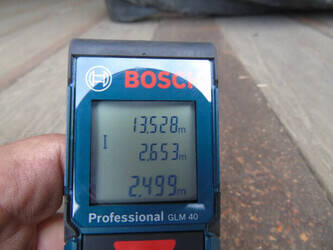 BOSCH
13.528m
2.653m
2.499m
Professional GLM 40